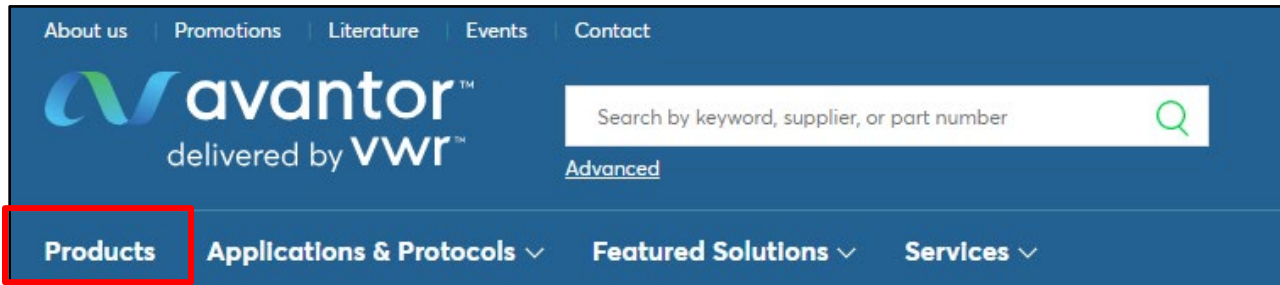 About us Promotions Literature Events Contact
avantor™
delivered by vwr™
Search by keyword, supplier, or part number
Advanced
Products Applications & Protocols Featured Solutions Services